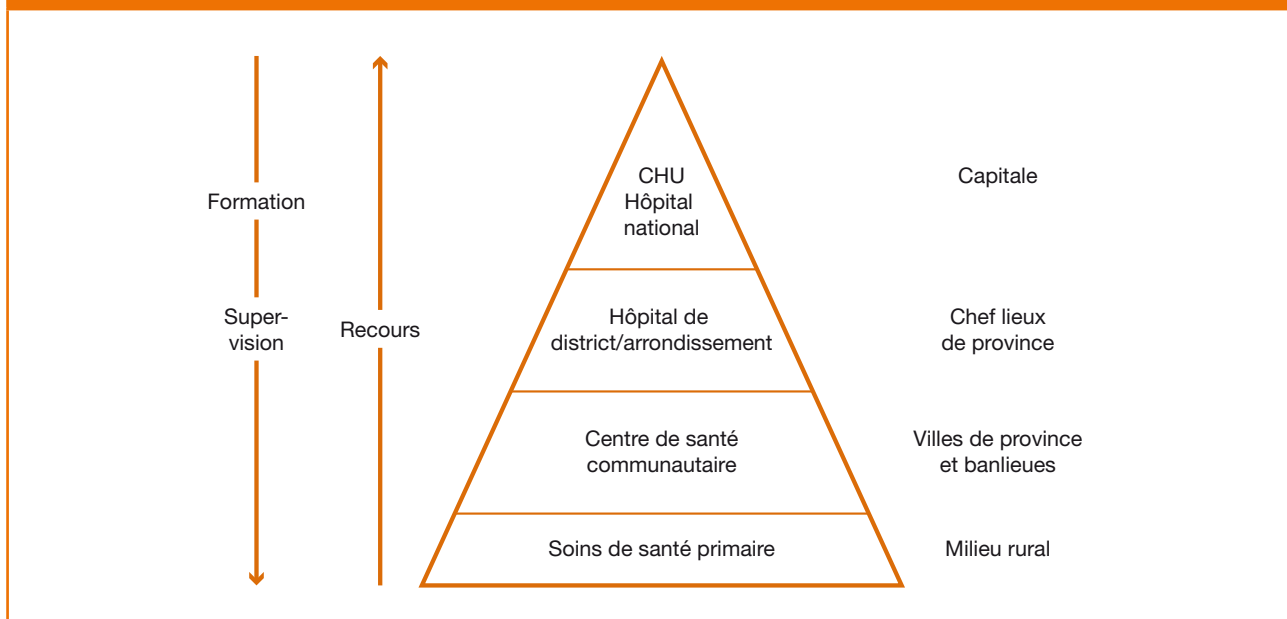 CHU
Hôpital
national
Capitale
Formation
Super-
vision
Recours
Hôpital de
district/arrondissement
Chef lieux
de province
Centre de santé
communautaire
Villes de province
et banlieues
Soins de santé primaire
Milieu rural